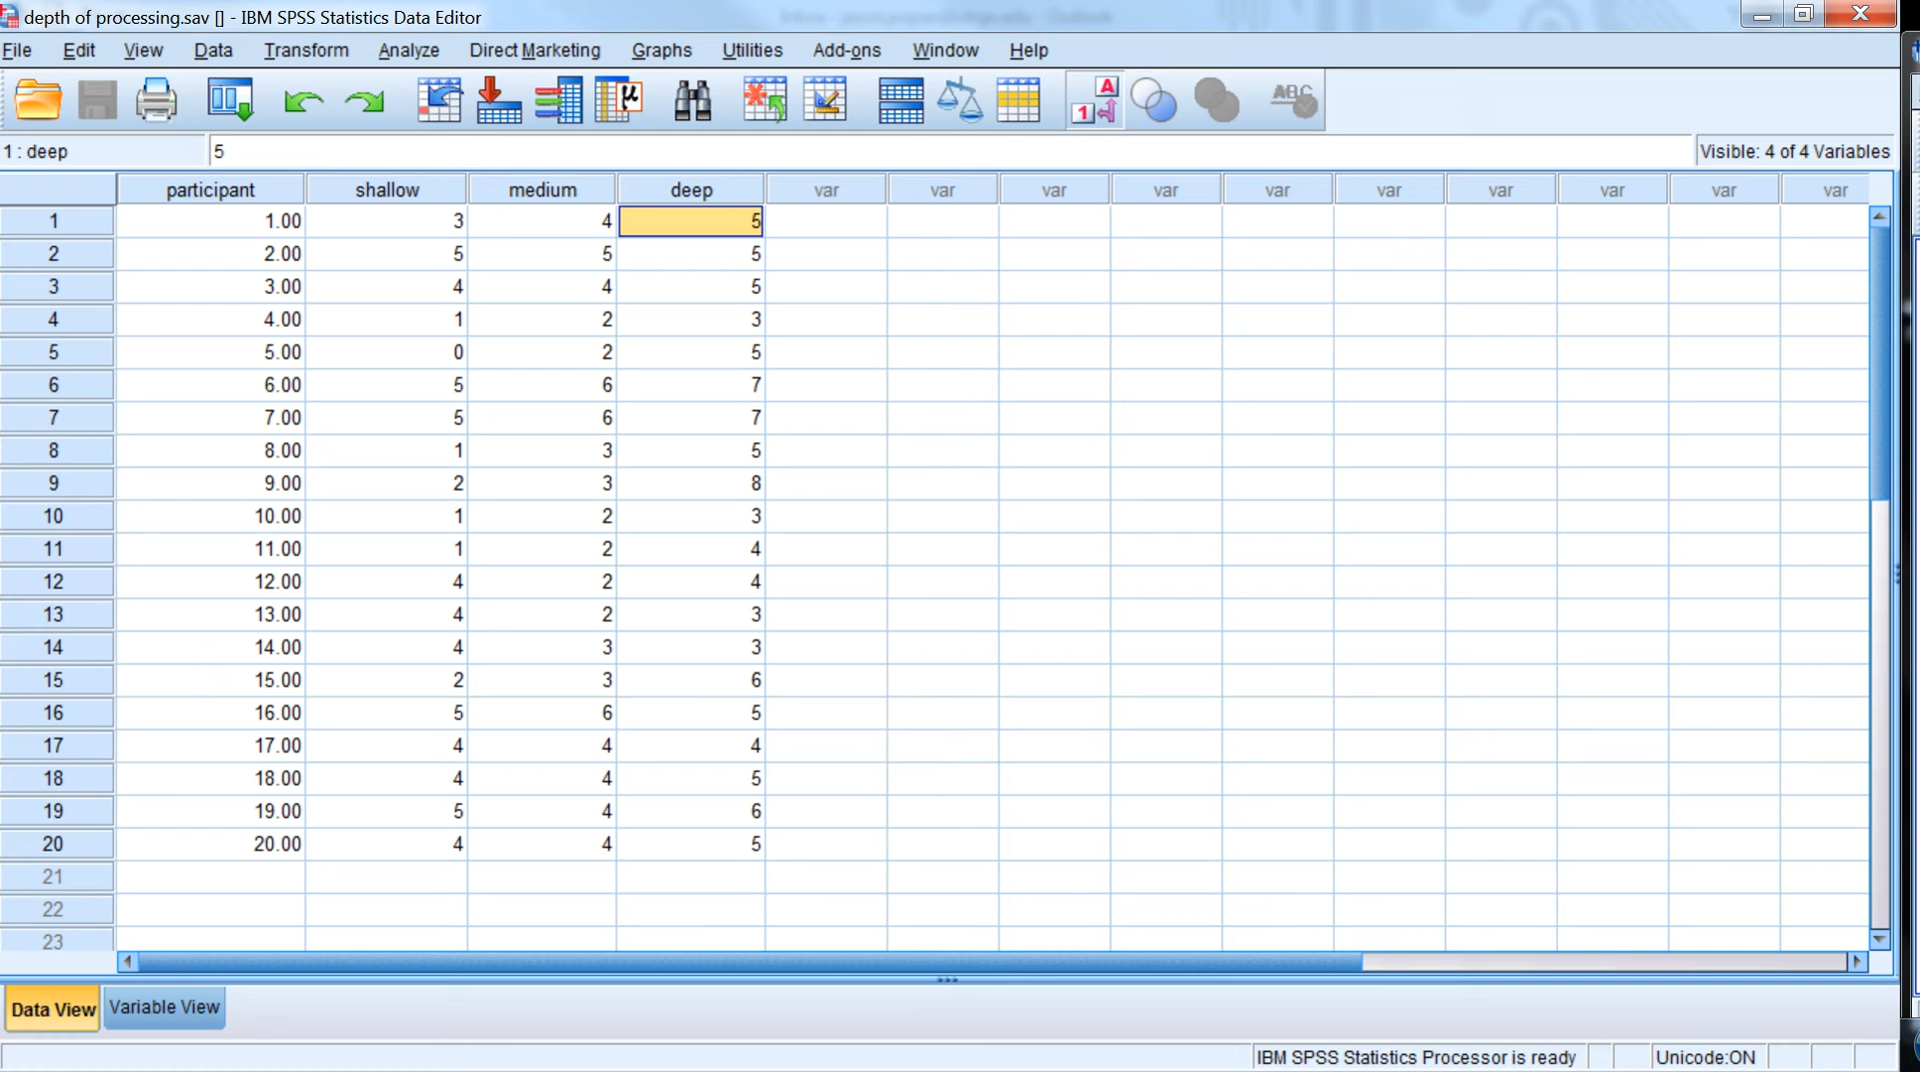 depth of processing.sav [] - IBM SPSS Statistics Data Editor
File Edit View Data Transform Analyze Direct Marketing Graphs Utilities Add-ons Window Help
A
1
μ
ABC
1 : deep 5 Visible: 4 of 4 Variables
participant shallow medium deep var var var var var var var var var var
1 1.00 3 4 5
2 2.00 5 5 5
3 3.00 4 4 5
4 4.00 1 2 3
5 5.00 0 2 5
6 6.00 5 6 7
7 7.00 5 6 7
8 8.00 1 3 5
9 9.00 2 3 8
10 10.00 1 2 3
11 11.00 1 2 4
12 12.00 4 2 4
13 13.00 4 2 3
14 14.00 4 3 3
15 15.00 2 3 6
16 16.00 5 6 5
17 17.00 4 4 4
18 18.00 4 4 5
19 19.00 5 4 6
20 20.00 4 4 5
21
22
23
Data View Variable View
IBM SPSS Statistics Processor is ready Unicode:ON